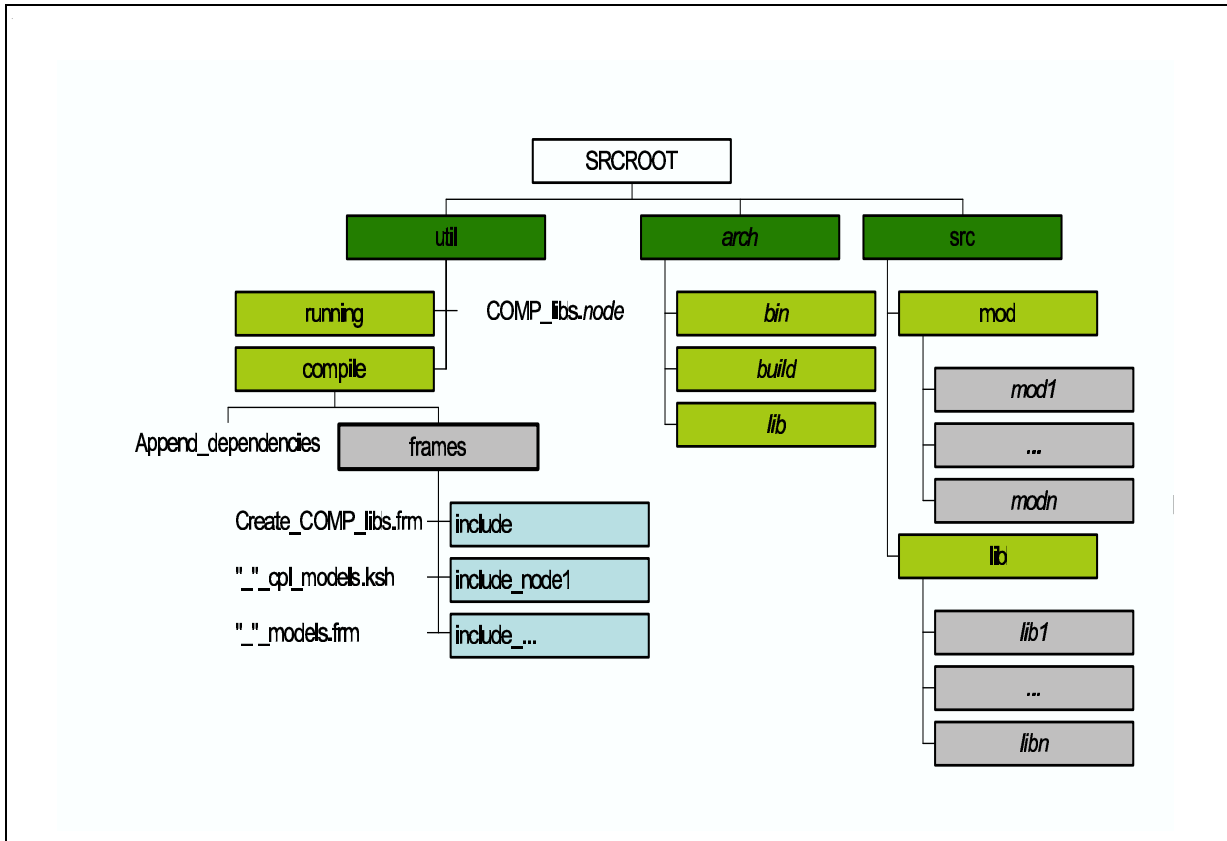 SRCROOT
util
arch
src
running
COMP_libs.node
bin
mod
compile
build
mod1
lib
Append_dependencies
frames
...
modn
Create_COMP_libs.frm
include
lib
"_"_cpl_models.ksh
include_node1
lib1
"_"_models.frm
include_...
...
libn